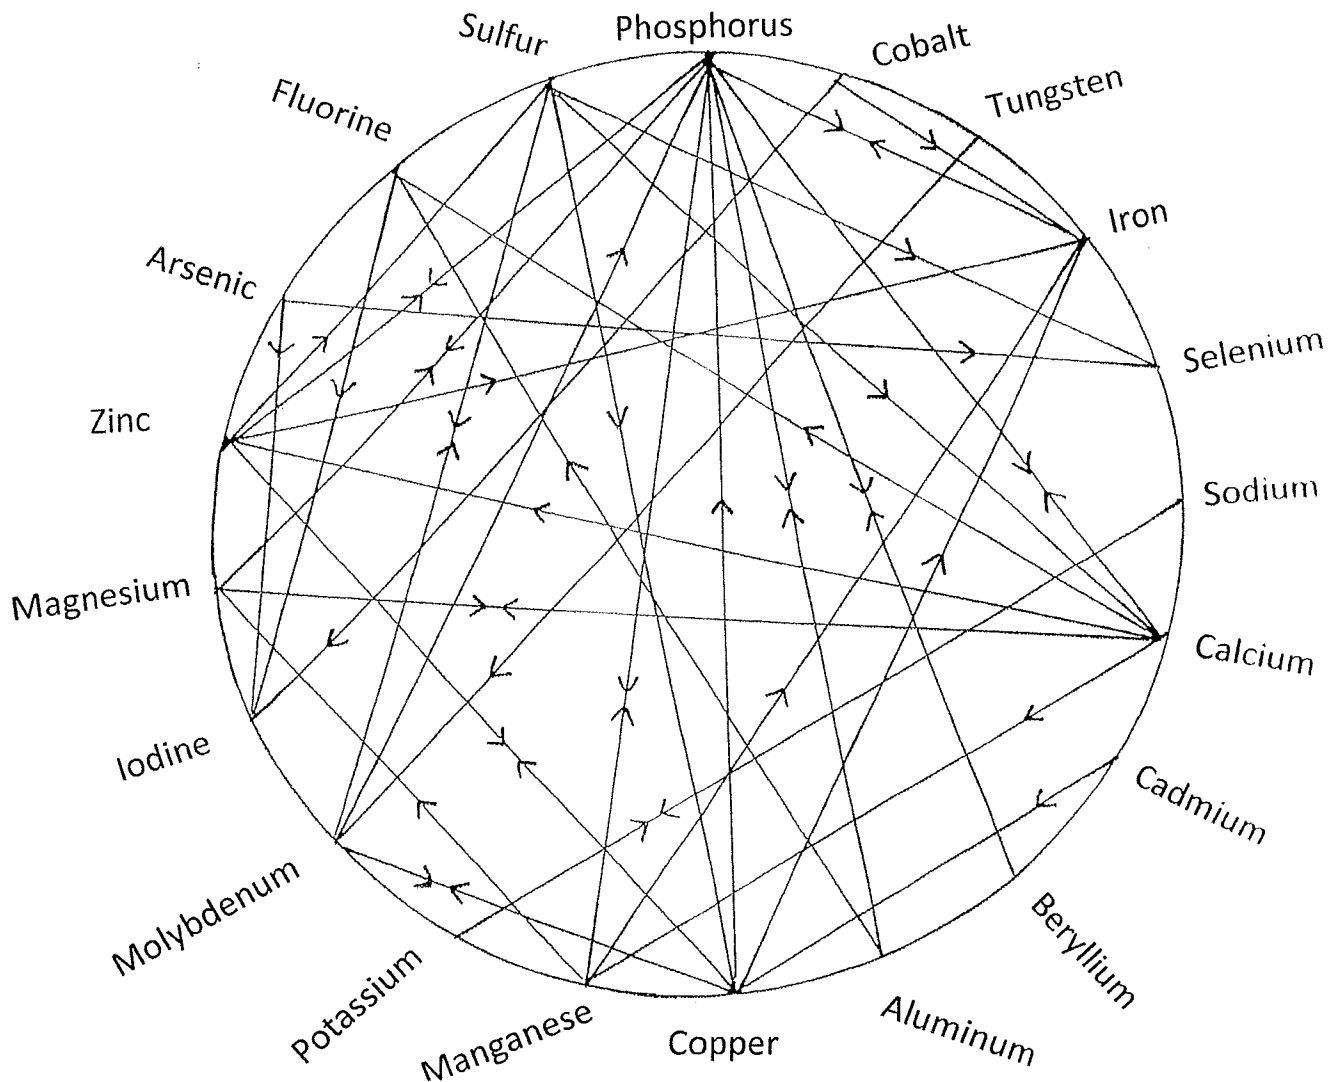 Phosphorus
Cobalt
Tungsten
Iron
Selenium
Sodium
Calcium
Cadmium
Beryllium
Aluminum
Copper
Manganese
Potassium
Molybdenum
Iodine
Magnesium
Zinc
Arsenic
Fluorine
Sulfur